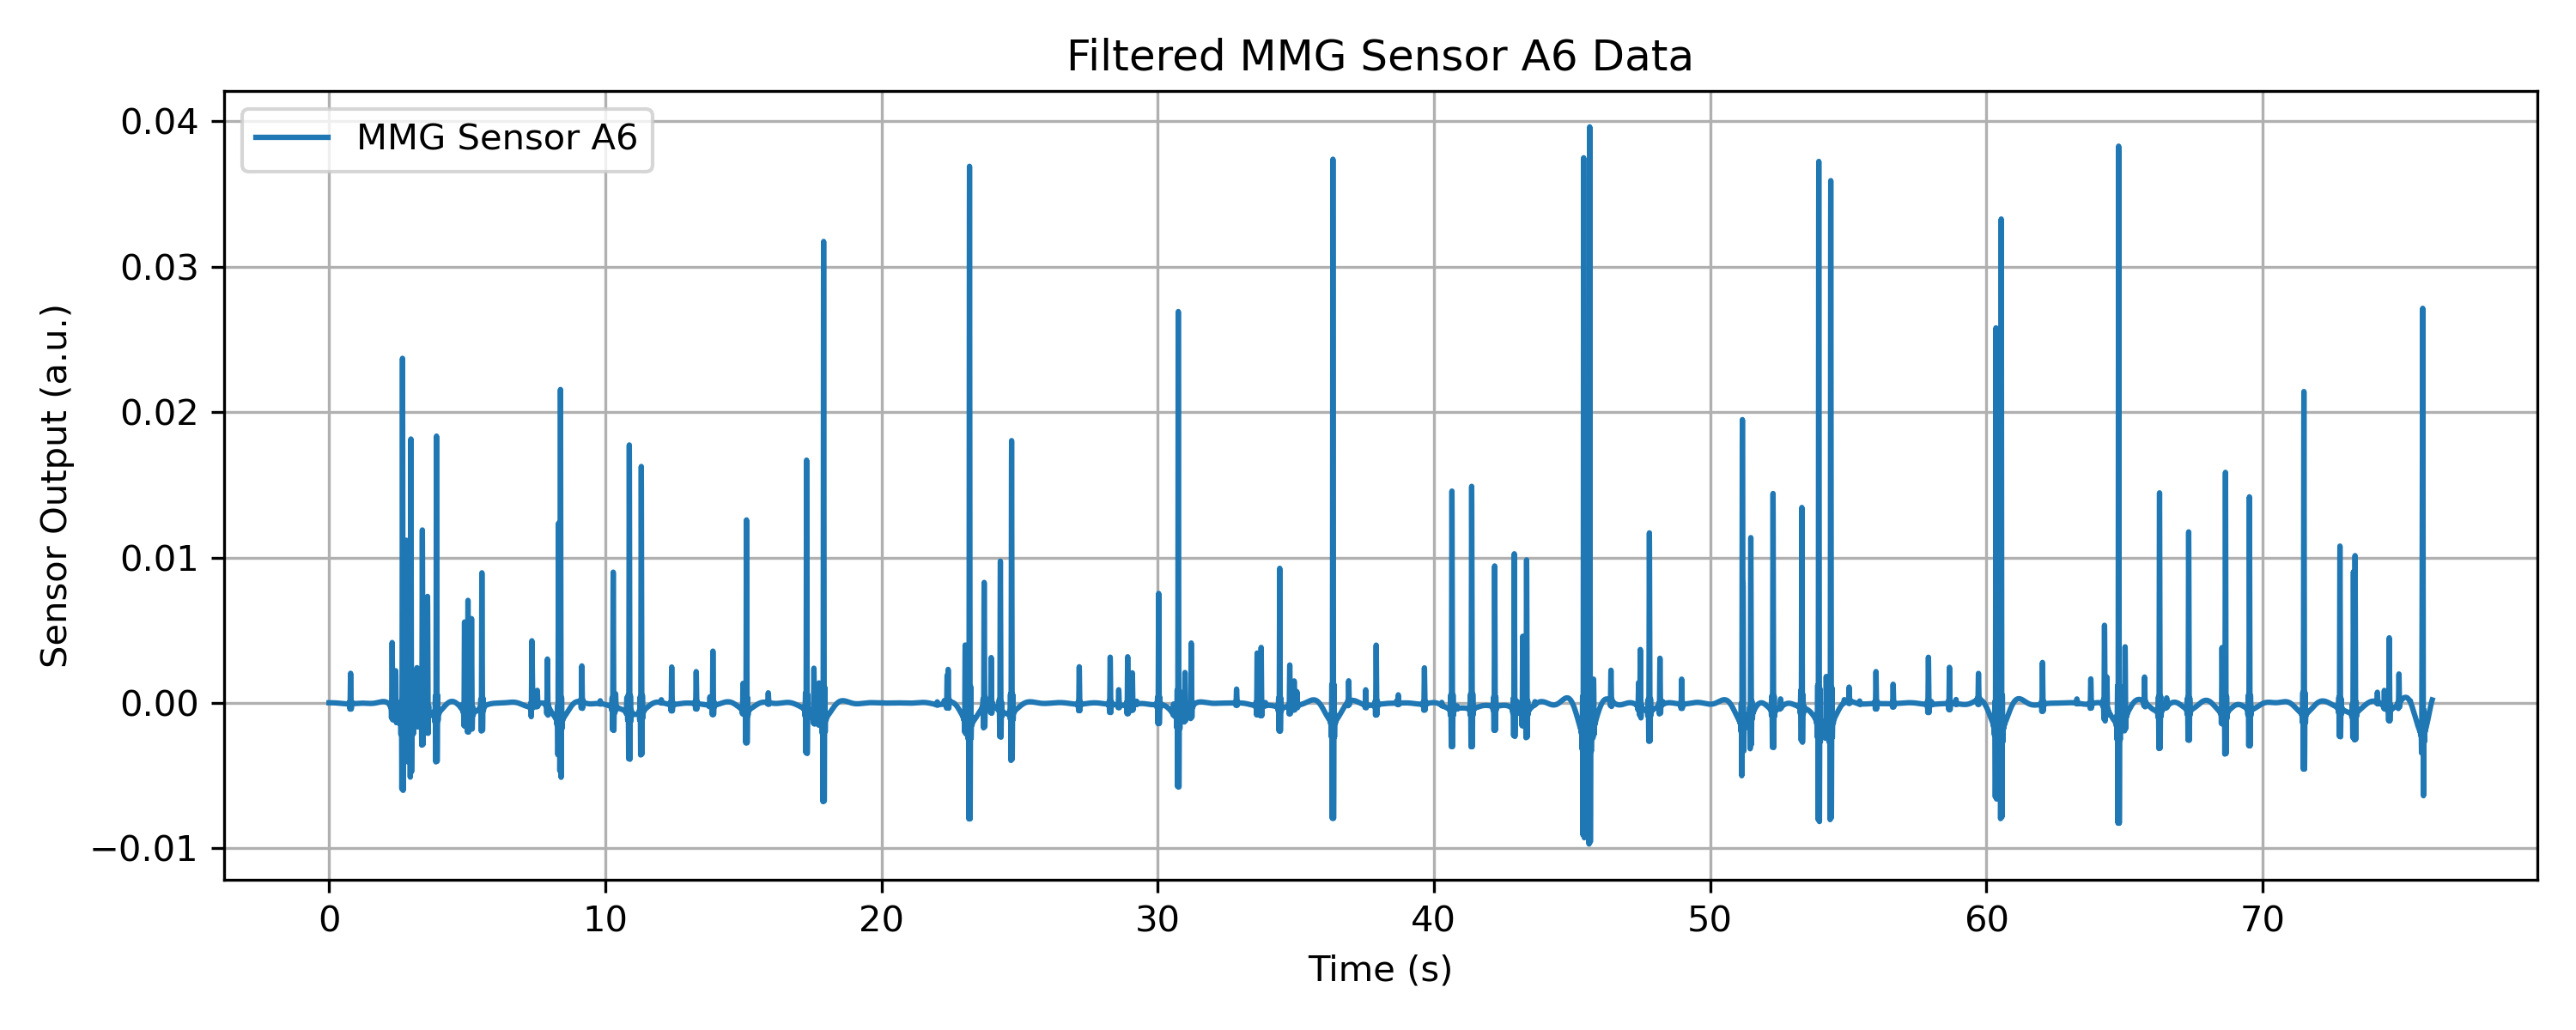 Filtered MMG Sensor A6 Data
MMG Sensor A6
Sensor Output (a.u.)
0.04
0.03
0.02
0.01
0.00
−0.01
0 10 20 30 40 50 60 70
Time (s)